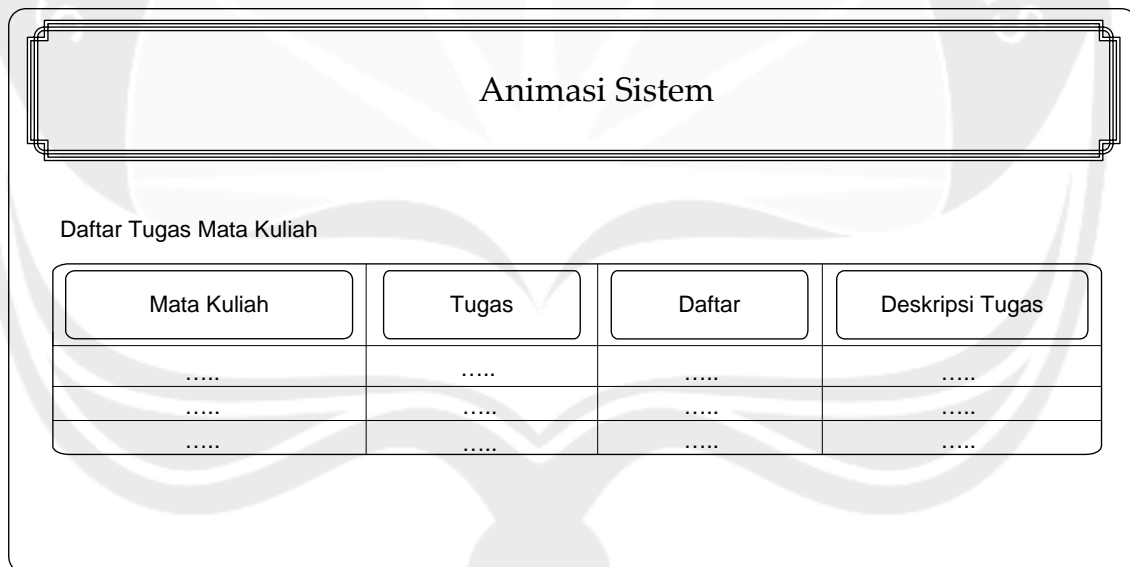 Animasi Sistem
Daftar Tugas Mata Kuliah
Mata Kuliah Tugas Daftar Deskripsi Tugas
….. ….. ….. …..
….. ….. ….. …..
….. ….. ….. …..